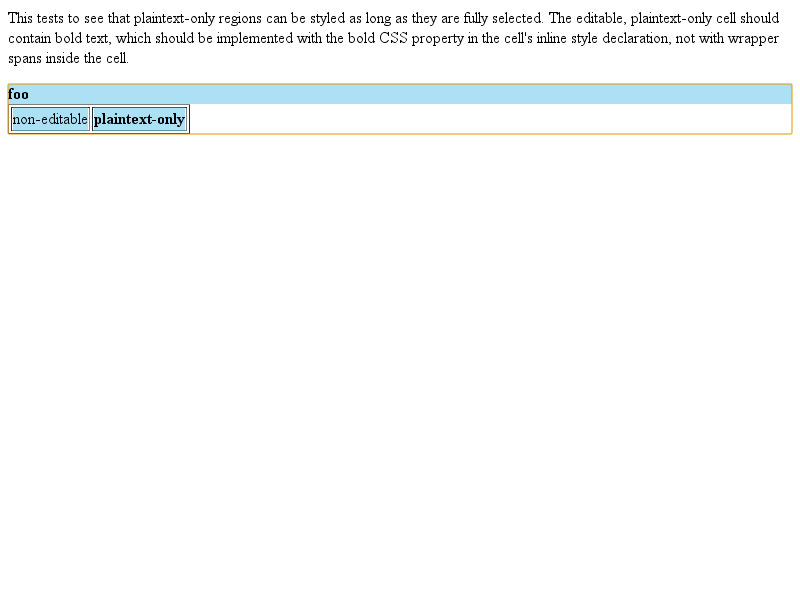 This tests to see that plaintext-only regions can be styled as long as they are fully selected. The editable, plaintext-only cell should
contain bold text, which should be implemented with the bold CSS property in the cell's inline style declaration, not with wrapper
spans inside the cell.
foo
non-editable plaintext-only